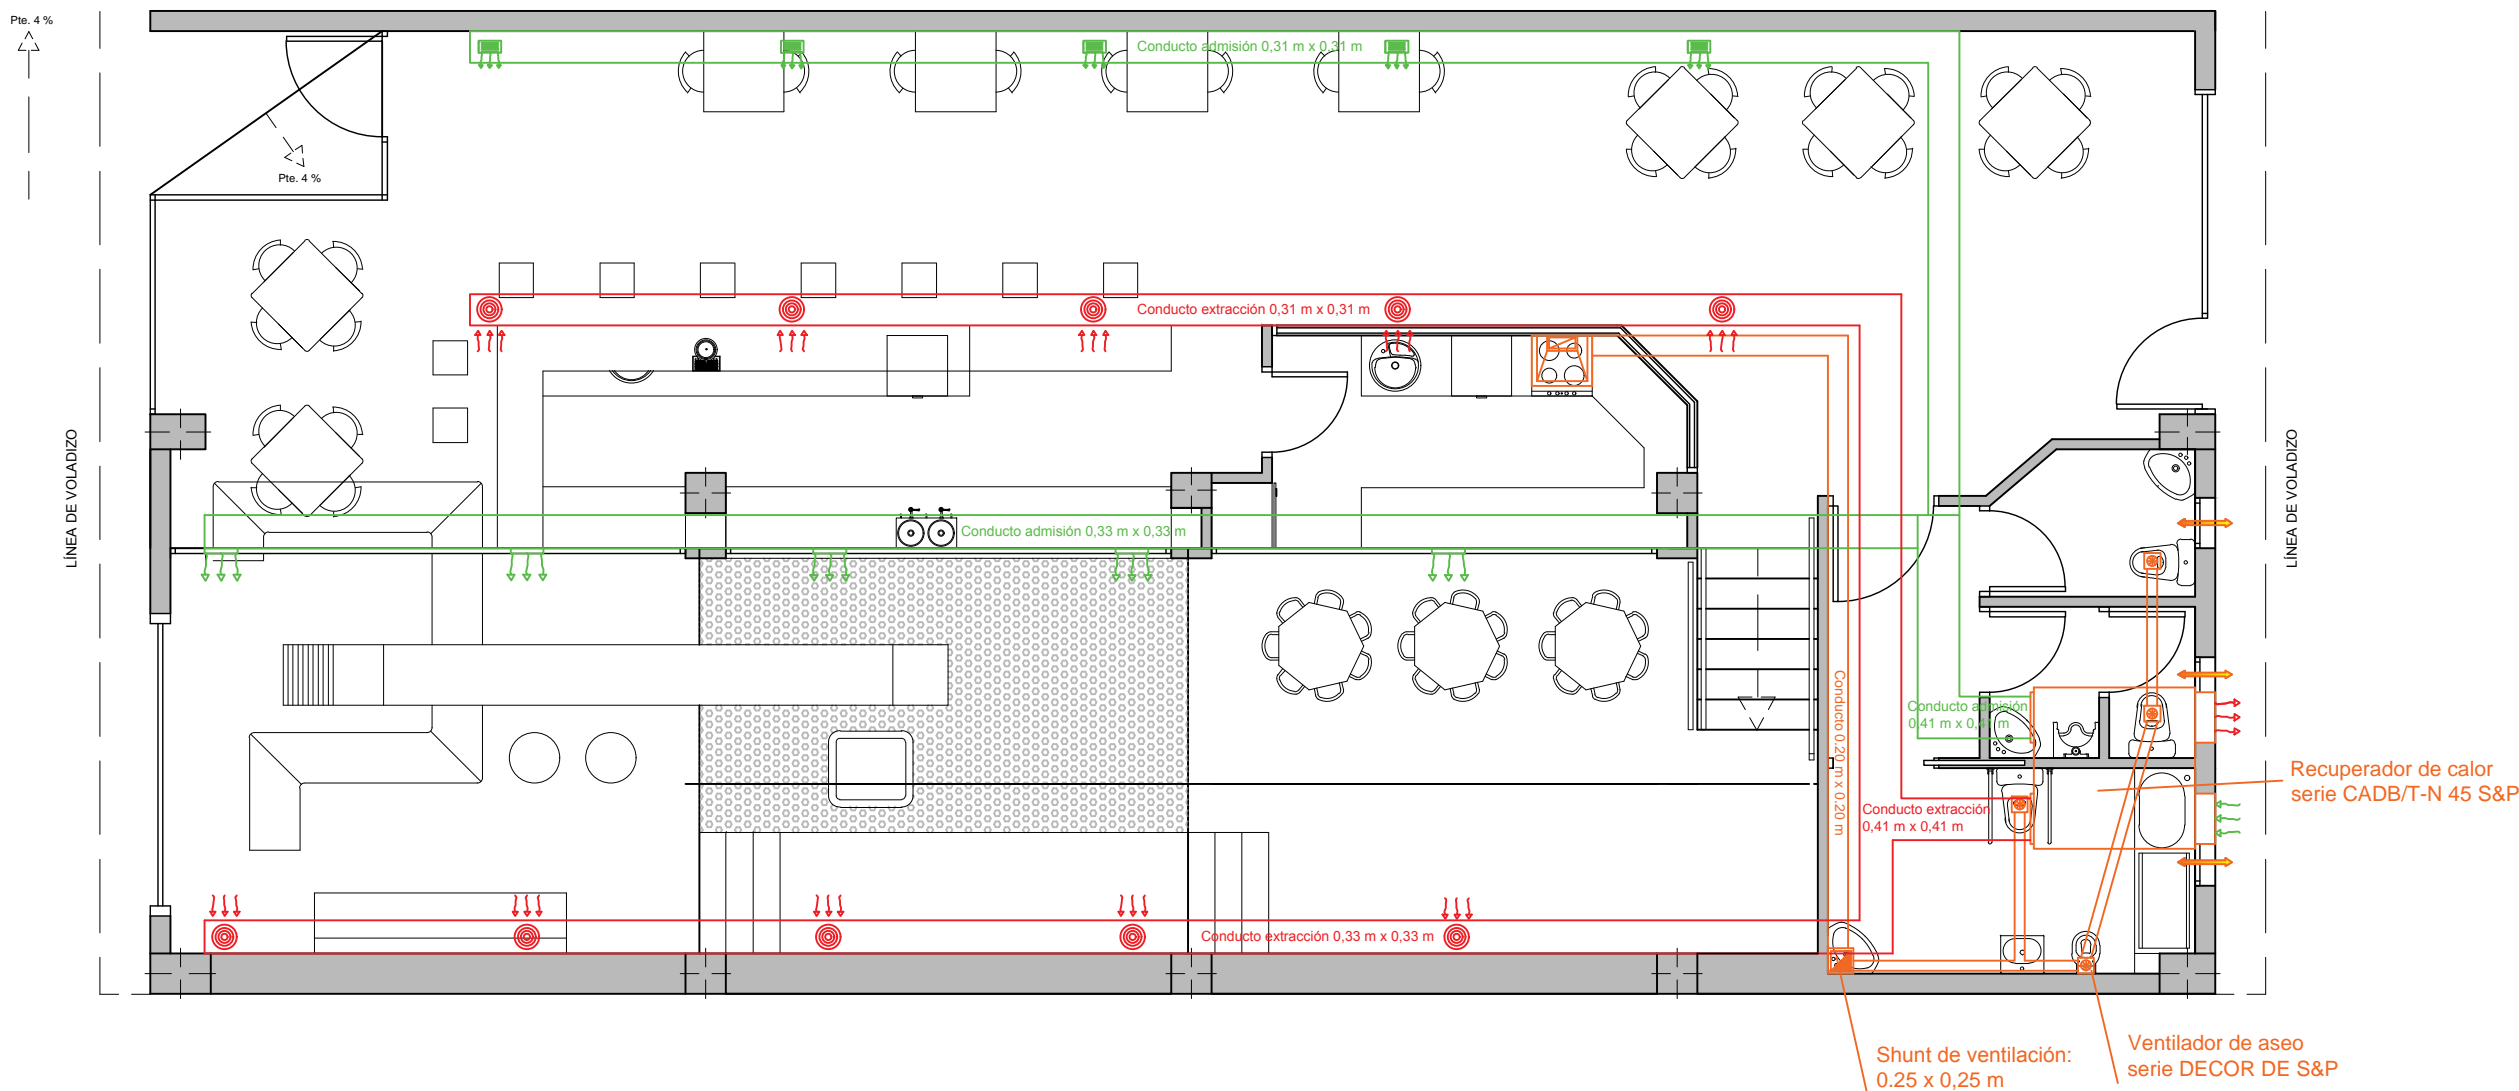 Pte. 4 %
Conducto admisión 0,31 m x 0,31 m
Pte. 4 %
Conducto extracción 0,31 m x 0,31 m
LÍNEA DE VOLADIZO
LÍNEA DE VOLADIZO
Conducto admisión 0,33 m x 0,33 m
Conducto 0.20 m x 0.20 m
Conducto admisión
0,41 m x 0,41 m
Recuperador de calor
serie CADB/T-N 45 S&P
Conducto extracción
0,41 m x 0,41 m
Conducto extracción 0,33 m x 0,33 m
Shunt de ventilación:
0.25 x 0,25 m
Ventilador de aseo
serie DECOR DE S&P